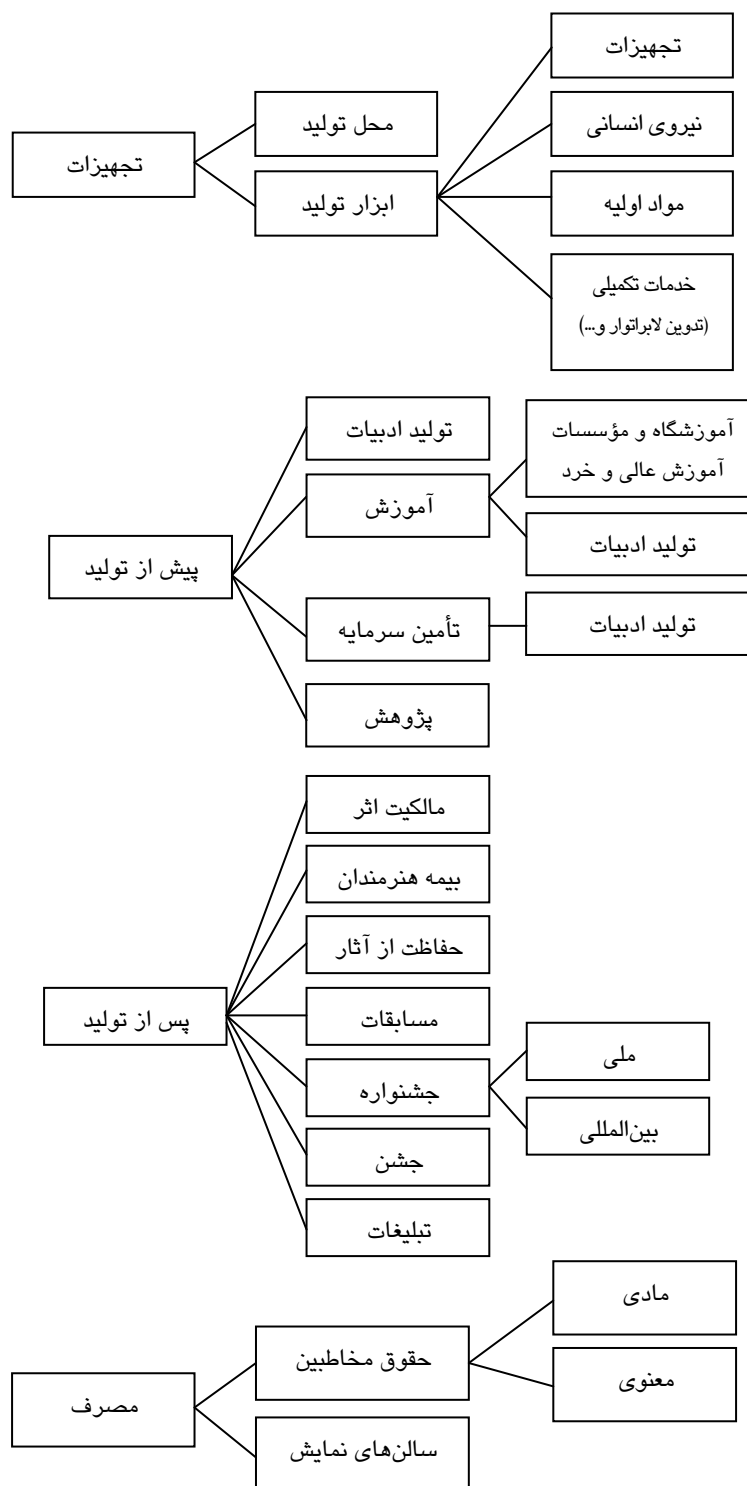 تجهیزات
محل تولید
ابزار تولید
تجهیزات
نیروی انسانی
مواد اولیه
خدمات تکمیلی
(تدوین لابراتوار و...)
پیش از تولید
تولید ادبیات
آموزش
آموزشگاه و مؤسسات
آموزش عالی و خرد
تولید ادبیات
تأمین سرمایه
تولید ادبیات
پژوهش
پس از تولید
مالکیت اثر
بیمه هنرمندان
حفاظت از آثار
مسابقات
جشنواره
ملی
بین‌المللی
جشن
تبلیغات
مصرف
حقوق مخاطبین
مادی
معنوی
سالن‌های نمایش